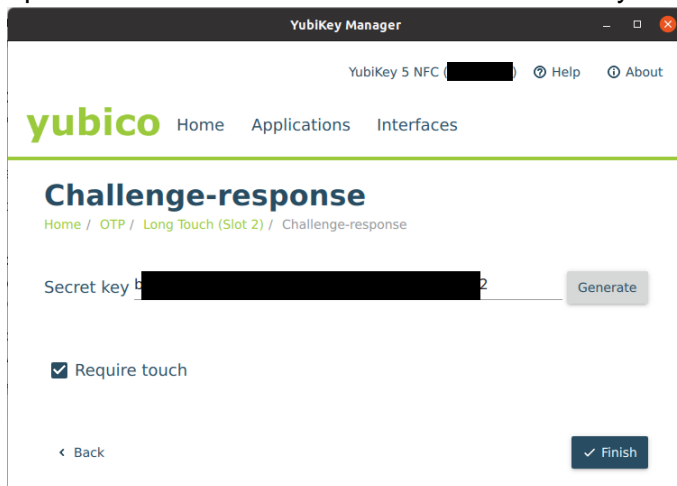 YubiKey Manager
YubiKey 5 NFC ( ) Help About
yubico Home Applications Interfaces
Challenge-response
Home / OTP / Long Touch (Slot 2) / Challenge-response
Secret key b 2 Generate
Require touch
Back Finish